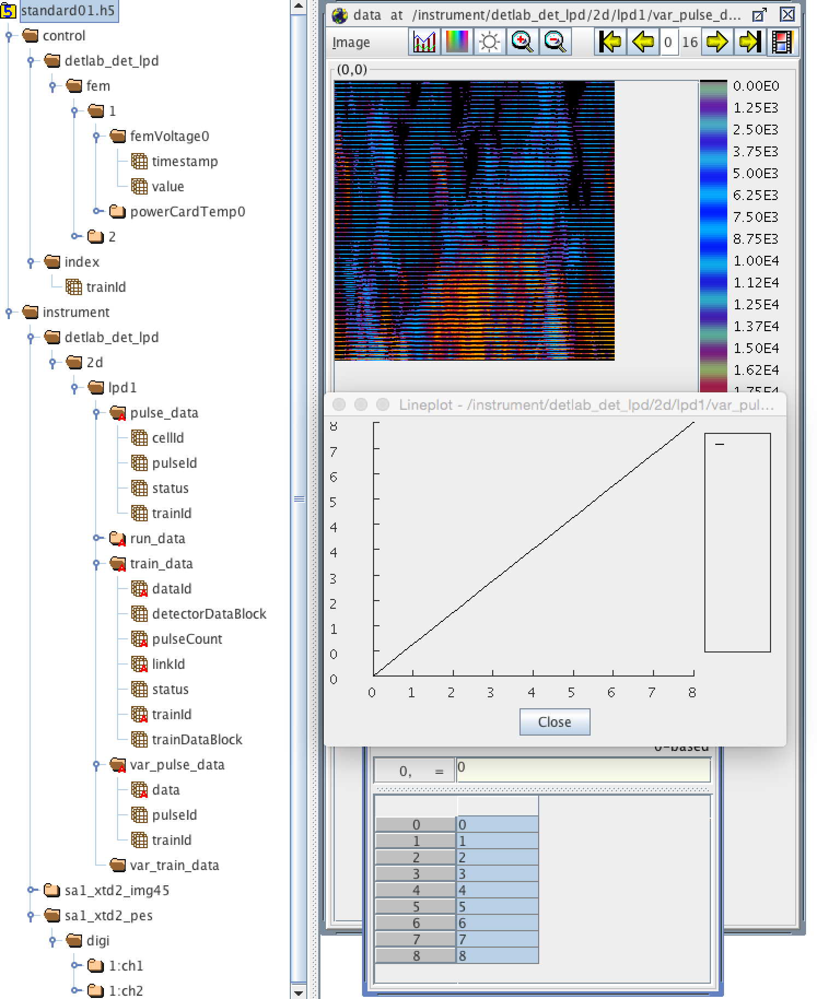 standard01.h5
control
detlab_det_lpd
fem
1
femVoltage0
timestamp
value
powerCardTemp0
2
index
trainId
instrument
detlab_det_lpd
2d
lpd1
pulse_data
cellId
pulseId
status
trainId
run_data
train_data
dataId
detectorDataBlock
pulseCount
linkId
status
trainId
trainDataBlock
var_pulse_data
data
pulseId
trainId
var_train_data
sa1_xtd2_img45
sa1_xtd2_pes
digi
1:ch1
1:ch2
data at /instrument/detlab_det_lpd/2d/lpd1/var_pulse_d...
Image 0 16
(0,0)
0.00E0
1.25E3
2.50E3
3.75E3
5.00E3
6.25E3
7.50E3
8.75E3
1.00E4
1.12E4
1.25E4
1.37E4
1.50E4
1.62E4
1.75E4
Lineplot - /instrument/detlab_det_lpd/2d/lpd1/var_pul...
8
7
6
5
4
4
3
2
1
0
0
0 1 2 3 4 5 6 7 8
Close
0-based
0, = 0
0 0
1 1
2 2
3 3
4 4
5 5
6 6
7 7
8 8